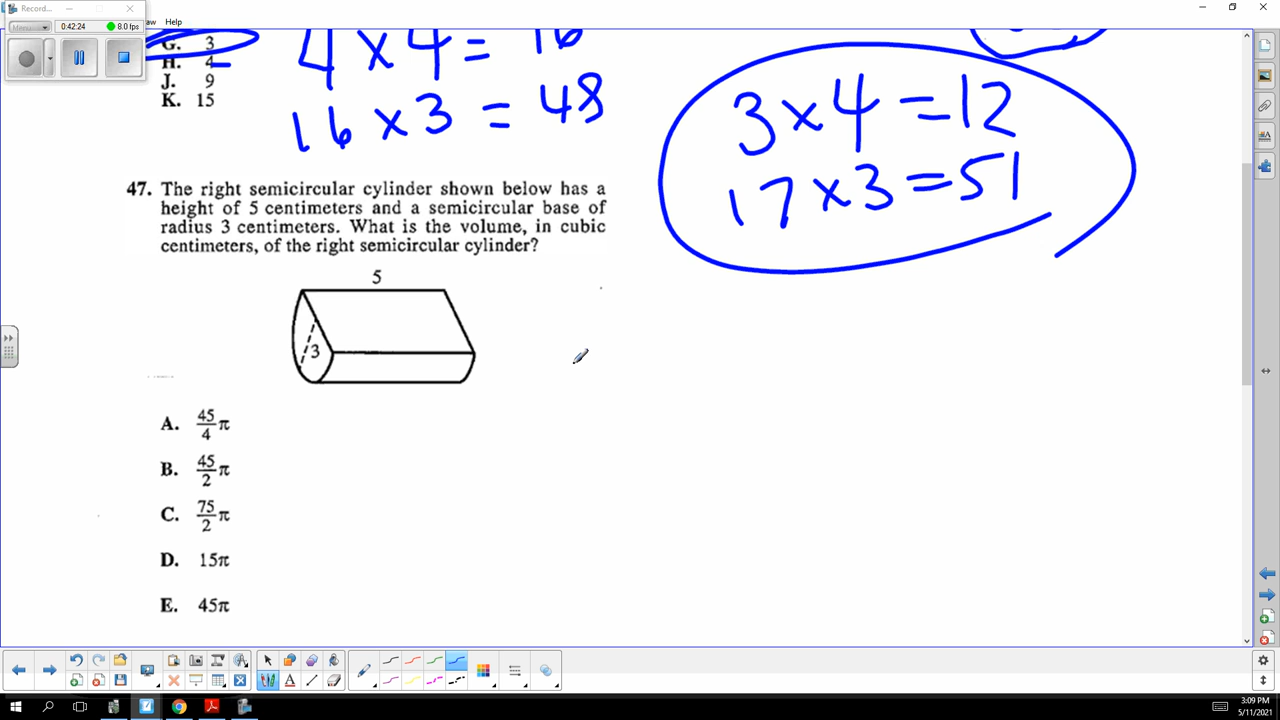 Record...
Menu
0:42:24
8.0 fps
Help
G. 3
H. 4
J. 9
K. 15
4 x 4 = 16
16 x 3 = 48
3 x 4 = 12
17 x 3 = 51
47. The right semicircular cylinder shown below has a
height of 5 centimeters and a semicircular base of
radius 3 centimeters. What is the volume, in cubic
centimeters, of the right semicircular cylinder?
5
3
A. 45/4 π
B. 45/2 π
C. 75/2 π
D. 15π
E. 45π
3:09 PM
5/11/2021